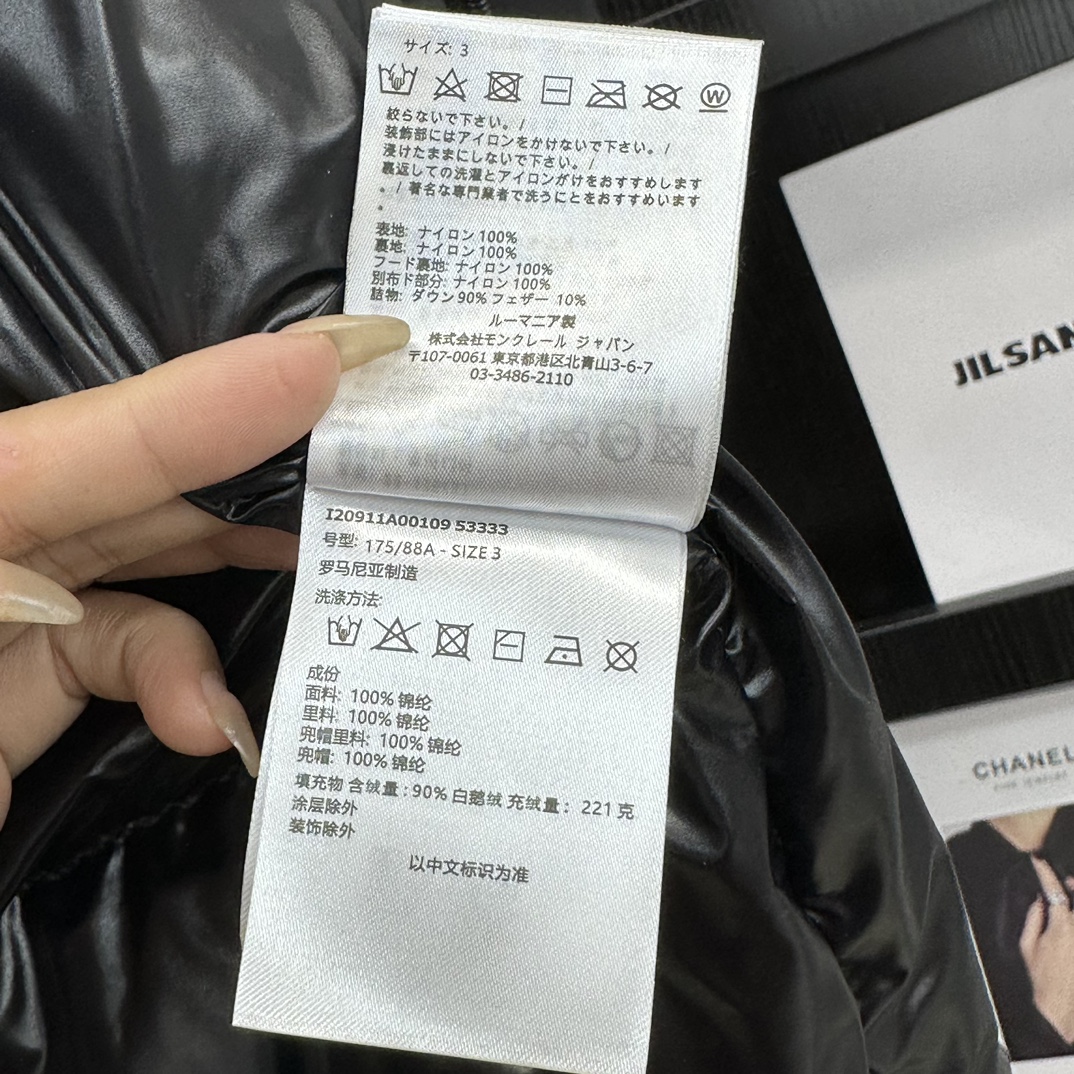 サイズ: 3
W
絞らないで下さい。/
装飾部にはアイロンをかけないで下さい。/
浸けたままにしないで下さい。/
裏返しての洗濯とアイロンがけをおすすめします
。/ 著名な専門業者で洗うにとをおすすめいます
。
表地: ナイロン 100%
裏地: ナイロン 100%
フード裏地: ナイロン 100%
別布ド部分: ナイロン 100%
詰物: ダウン 90% フェザー 10%
ルーマニア製
株式会社モンクレール ジャパン
〒107-0061 東京都港区北青山3-6-7
03-3486-2110
I20911A00109 53333
号型: 175/88A - SIZE 3
罗马尼亚制造
洗涤方法:
成份
面料: 100% 锦纶
里料: 100% 锦纶
兜帽里料: 100% 锦纶
兜帽: 100% 锦纶
填充物 含绒量 : 90% 白鹅绒 充绒量 : 221 克
涂层除外
装饰除外
以中文标识为准
JILSAN
CHANEL